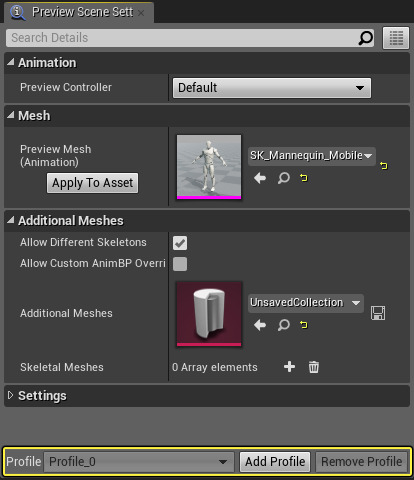 Preview Scene Sett
Search Details
Animation
Preview Controller
Default
Mesh
Preview Mesh
(Animation)
Apply To Asset
SK_Mannequin_Mobile
Additional Meshes
Allow Different Skeletons
Allow Custom AnimBP Overri
Additional Meshes
UnsavedCollection
Skeletal Meshes
0 Array elements
Settings
Profile
Profile_0
Add Profile
Remove Profile